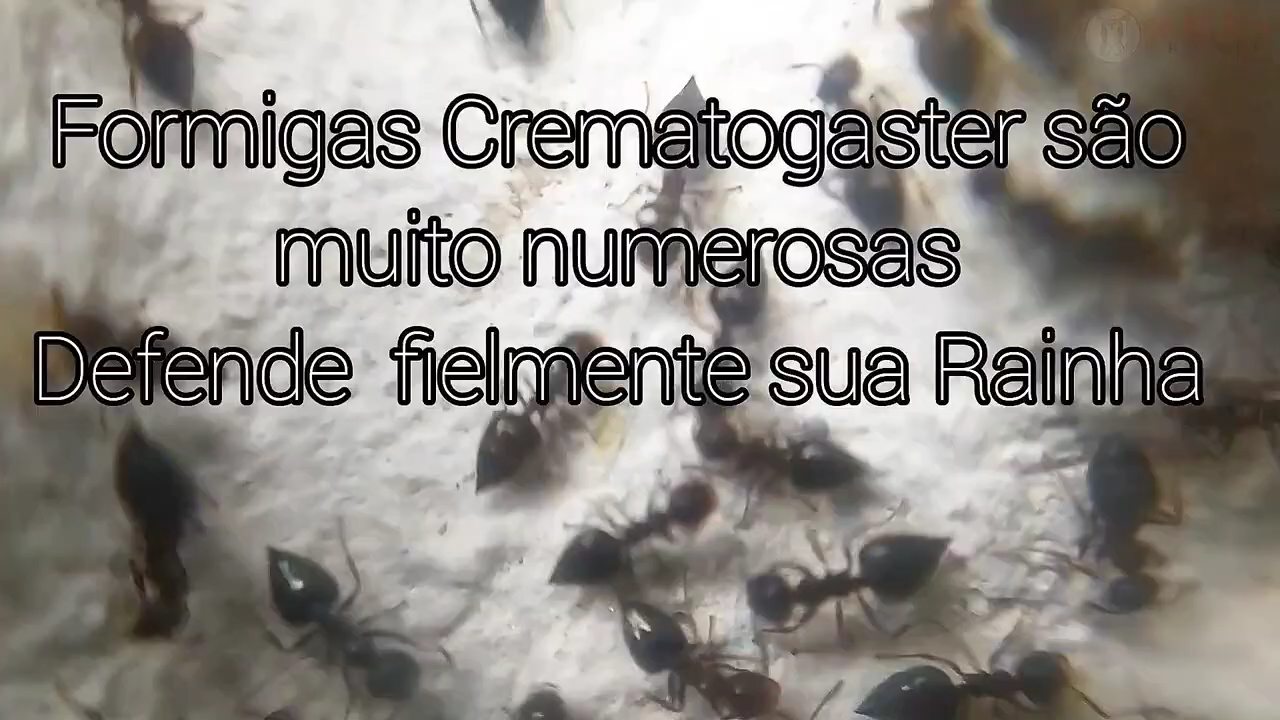 Formigas Crematogaster são
muito numerosas
Defende fielmente sua Rainha